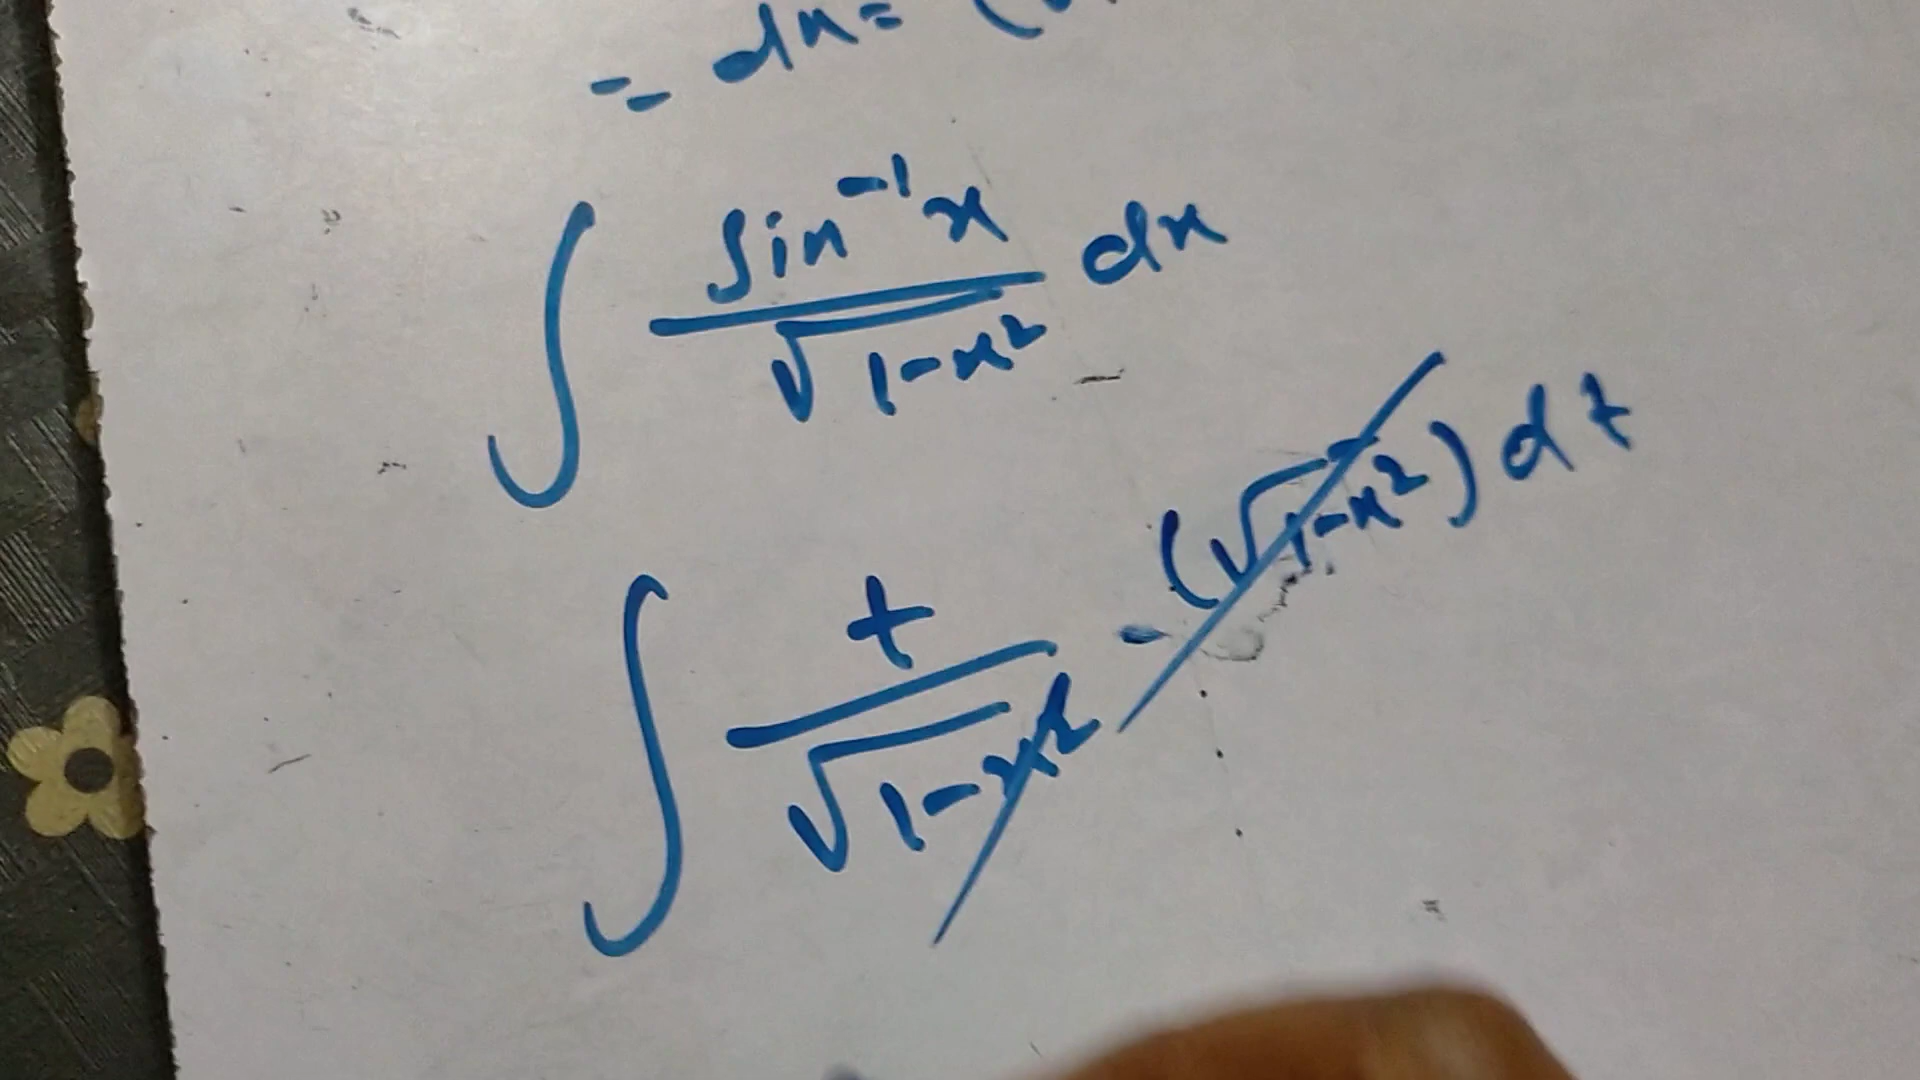 = dx = (
∫ sin⁻¹x / √1-x² dx
∫ t / √1-x² · (√1-x²) dt